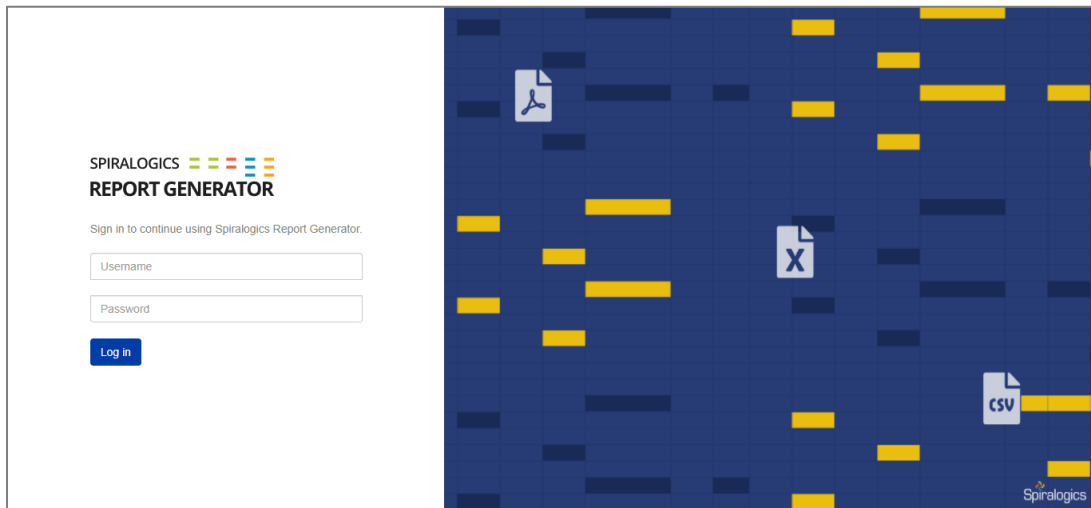 SPIRALOGICS
REPORT GENERATOR
Sign in to continue using Spiralogics Report Generator.
Username
Password
Log in
X
CSV
Spiralogics